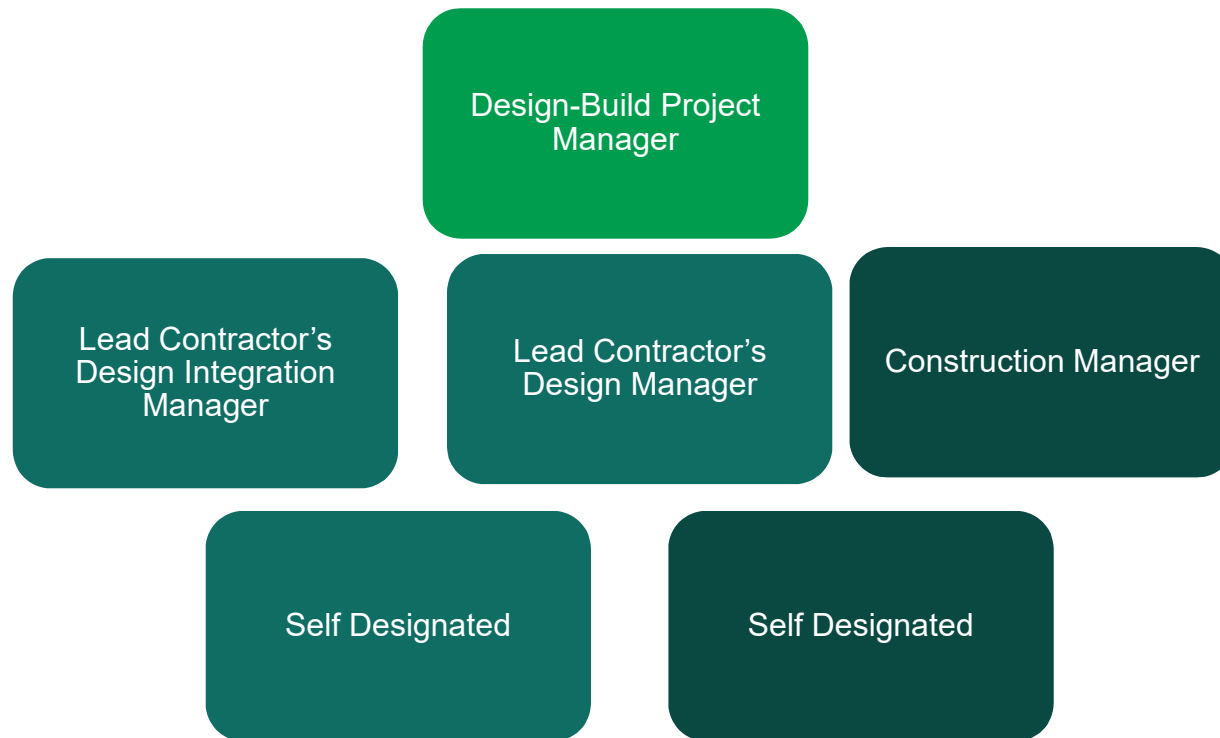 Design-Build Project
Manager
Lead Contractor’s
Design Integration
Manager
Lead Contractor’s
Design Manager
Construction Manager
Self Designated
Self Designated